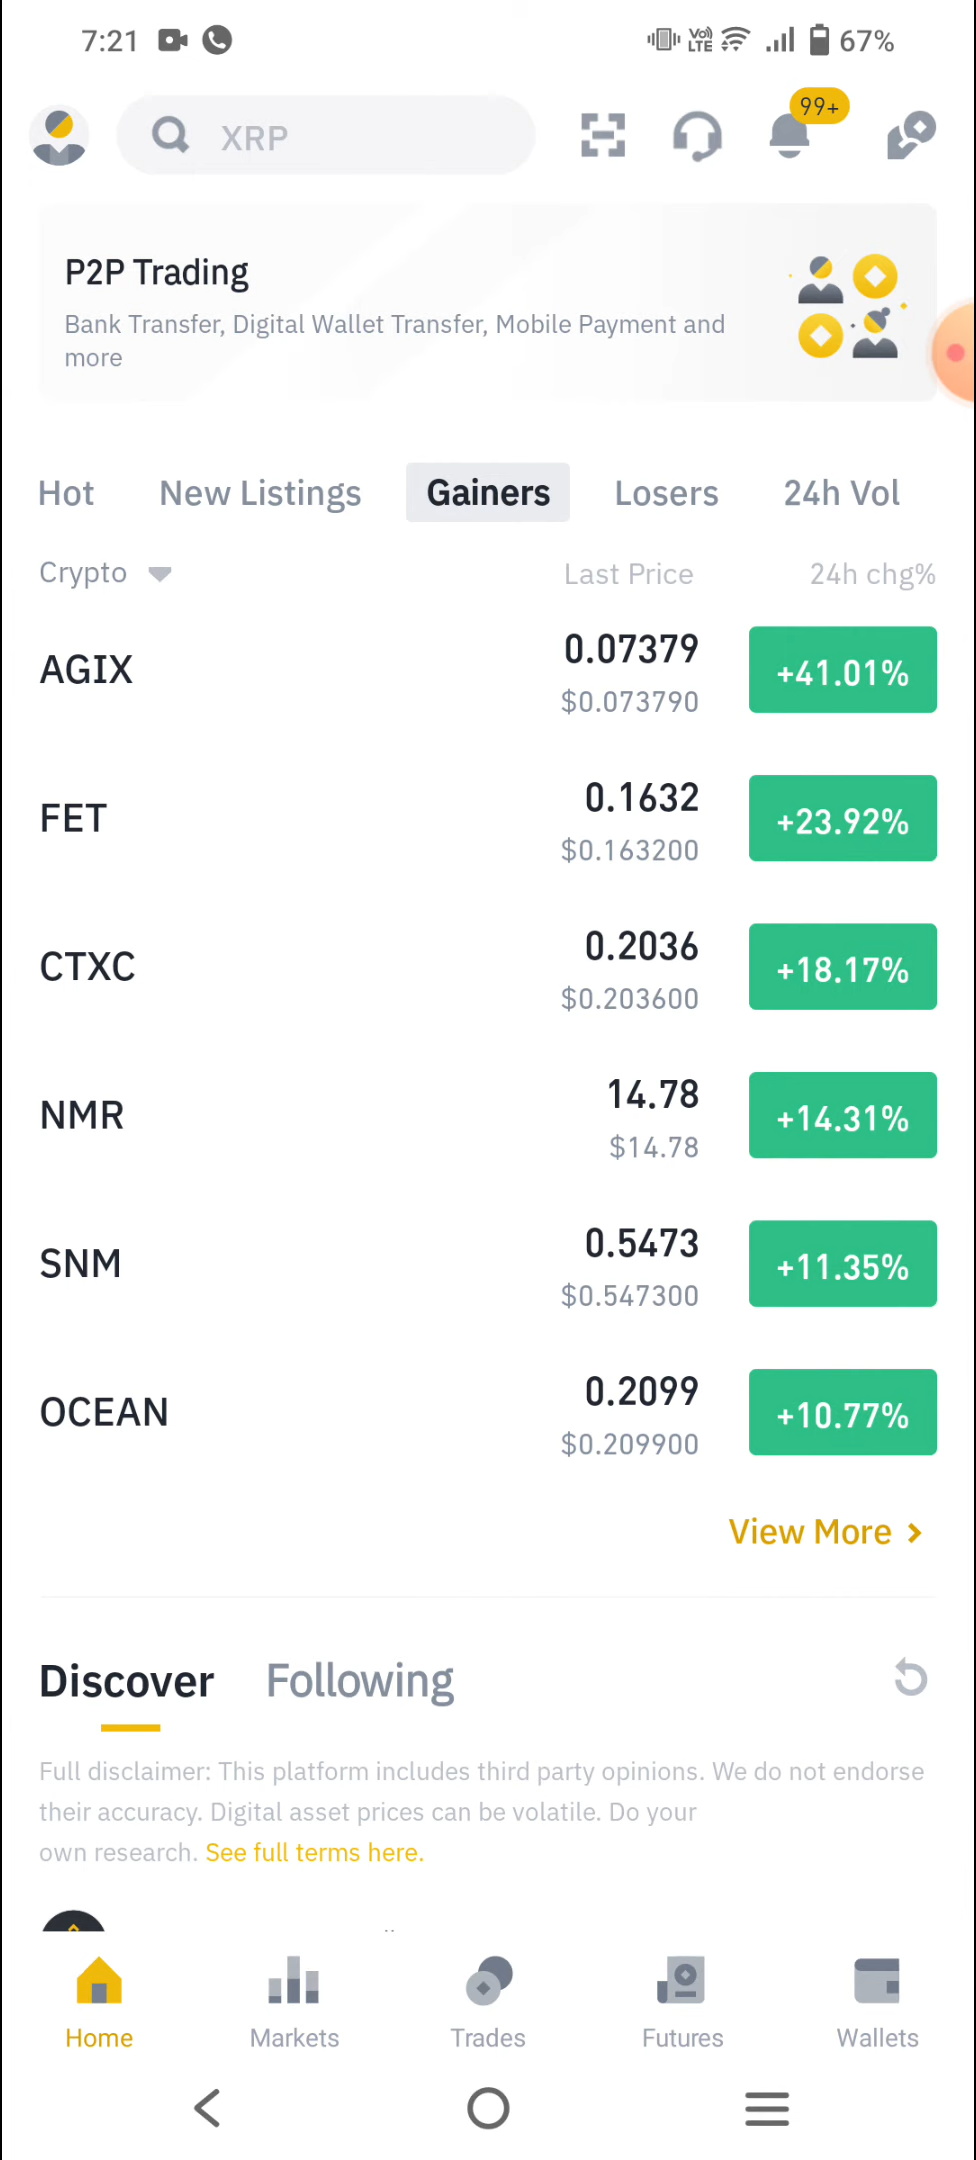 7:21
Vo)) LTE
67%
XRP
99+
P2P Trading
Bank Transfer, Digital Wallet Transfer, Mobile Payment and
more
Hot New Listings Gainers Losers 24h Vol
Crypto Last Price 24h chg%
AGIX 0.07379 +41.01%
$0.073790
FET 0.1632 +23.92%
$0.163200
CTXC 0.2036 +18.17%
$0.203600
NMR 14.78 +14.31%
$14.78
SNM 0.5473 +11.35%
$0.547300
OCEAN 0.2099 +10.77%
$0.209900
View More >
Discover Following
Full disclaimer: This platform includes third party opinions. We do not endorse
their accuracy. Digital asset prices can be volatile. Do your
own research. See full terms here.
Home Markets Trades Futures Wallets